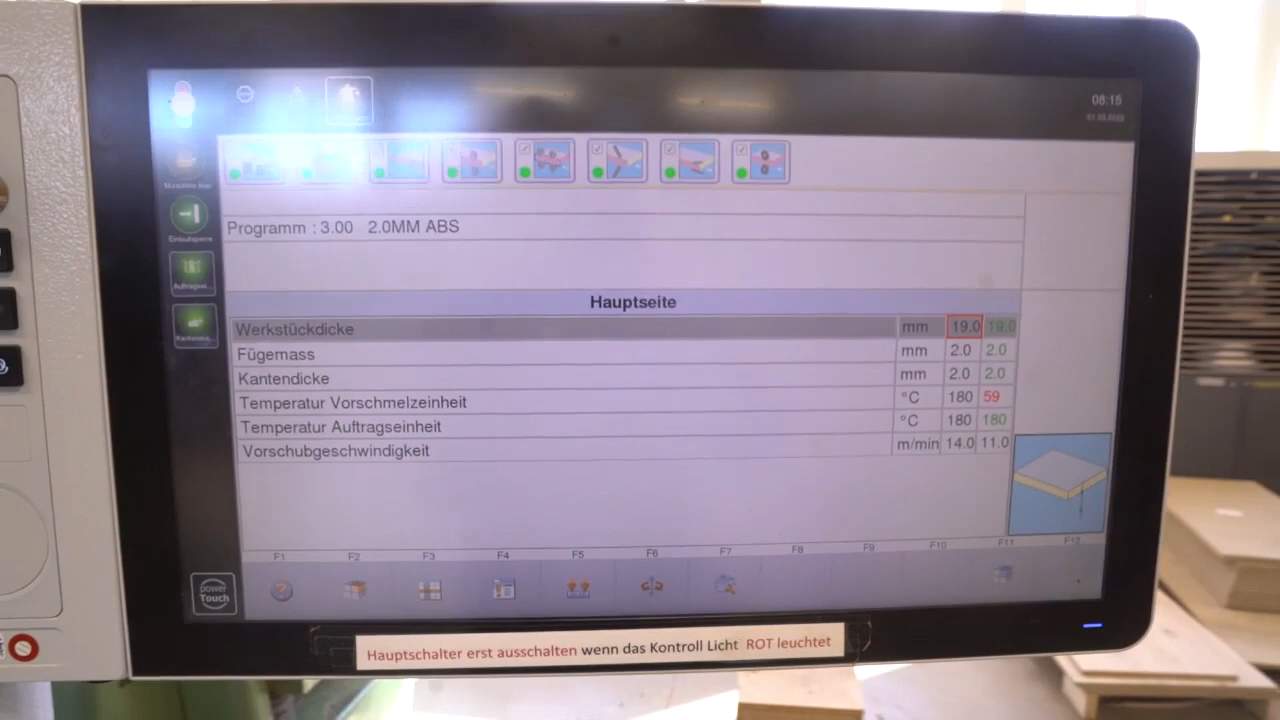 08:15
Einlaufsperre
Auftragsei...
Programm : 3.00 2.0MM ABS
Hauptseite
Werkstückdicke mm 19.0 19.0
Fügemass mm 2.0 2.0
Kantendicke mm 2.0 2.0
Temperatur Vorschmelzeinheit °C 180 59
Temperatur Auftragseinheit °C 180 180
Vorschubgeschwindigkeit m/min 14.0 11.0
F1 F2 F3 F4 F5 F6 F7 F8 F9 F10 F11 F12
power
Touch
Hauptschalter erst ausschalten wenn das Kontroll Licht ROT leuchtet